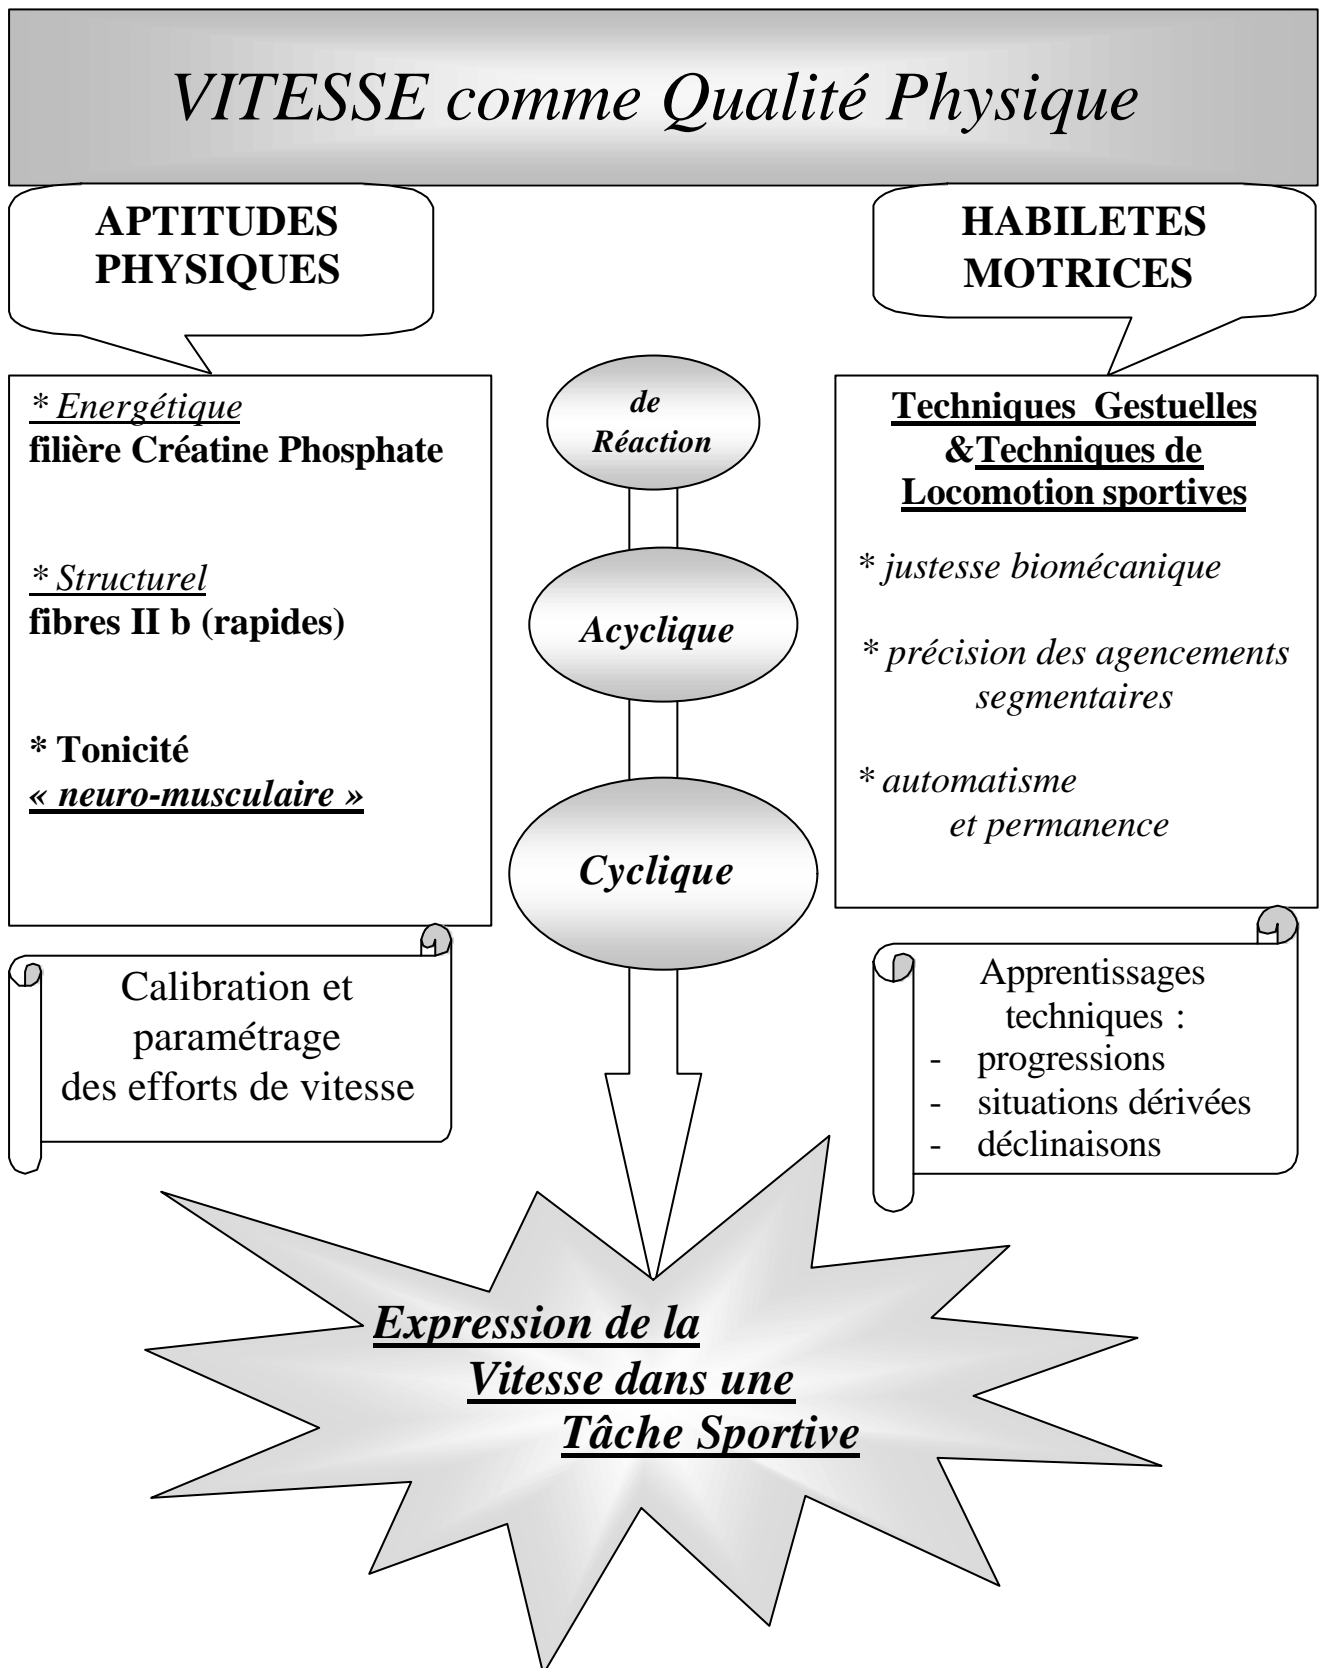 VITESSE comme Qualité Physique
APTITUDES
PHYSIQUES
* Energétique
filière Créatine Phosphate
* Structurel
fibres II b (rapides)
* Tonicité
« neuro-musculaire »
Calibration et
paramétrage
des efforts de vitesse
de
Réaction
Acyclique
Cyclique
HABILETES
MOTRICES
Techniques Gestuelles
&Techniques de
Locomotion sportives
* justesse biomécanique
* précision des agencements
segmentaires
* automatisme
et permanence
Apprentissages
techniques :
- progressions
- situations dérivées
- déclinaisons
Expression de la
Vitesse dans une
Tâche Sportive